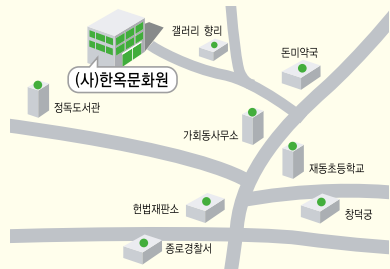 갤러리 향리
돈미약국
(사)한옥문화원
정독도서관
가회동사무소
재동초등학교
헌법재판소
창덕궁
종로경찰서